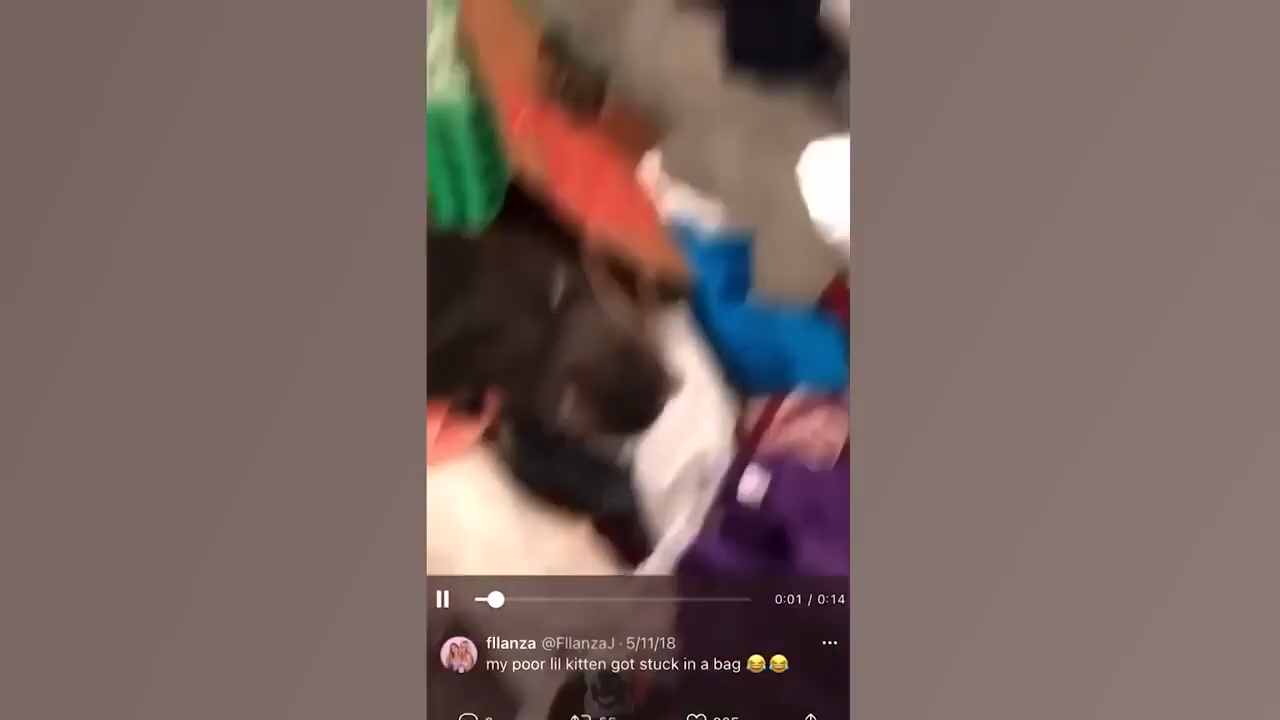 0:01 / 0:14
fllanza @FllanzaJ · 5/11/18
my poor lil kitten got stuck in a bag 😂😂